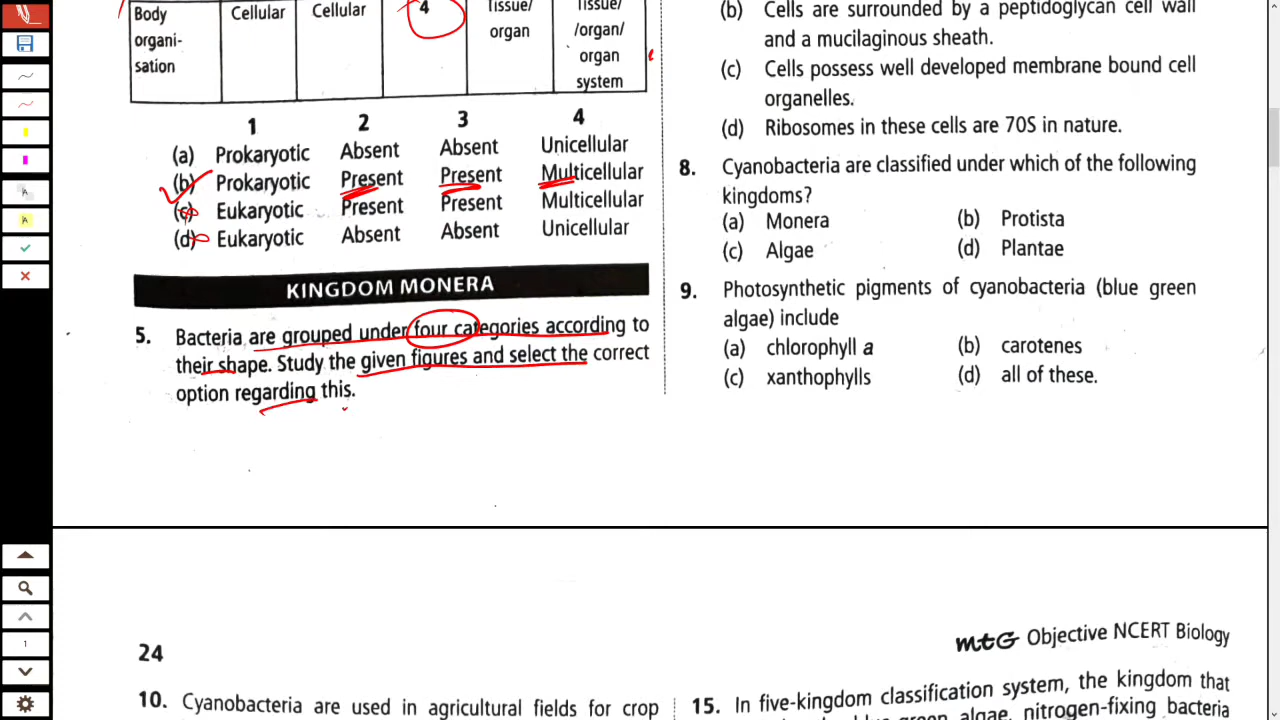 Body
organi-
sation
Cellular
Cellular
4
Tissue/
organ
Tissue/
/organ/
organ
system
1 2 3 4
(a) Prokaryotic Absent Absent Unicellular
(b) Prokaryotic Present Present Multicellular
(c) Eukaryotic Present Present Multicellular
(d) Eukaryotic Absent Absent Unicellular
KINGDOM MONERA
5. Bacteria are grouped under four categories according to
their shape. Study the given figures and select the correct
option regarding this.
(b) Cells are surrounded by a peptidoglycan cell wall
and a mucilaginous sheath.
(c) Cells possess well developed membrane bound cell
organelles.
(d) Ribosomes in these cells are 70S in nature.
8. Cyanobacteria are classified under which of the following
kingdoms?
(a) Monera (b) Protista
(c) Algae (d) Plantae
9. Photosynthetic pigments of cyanobacteria (blue green
algae) include
(a) chlorophyll a (b) carotenes
(c) xanthophylls (d) all of these.
24
mtG Objective NCERT Biology
10. Cyanobacteria are used in agricultural fields for crop
15. In five-kingdom classification system, the kingdom that
algae, nitrogen-fixing bacteria
A
A
1